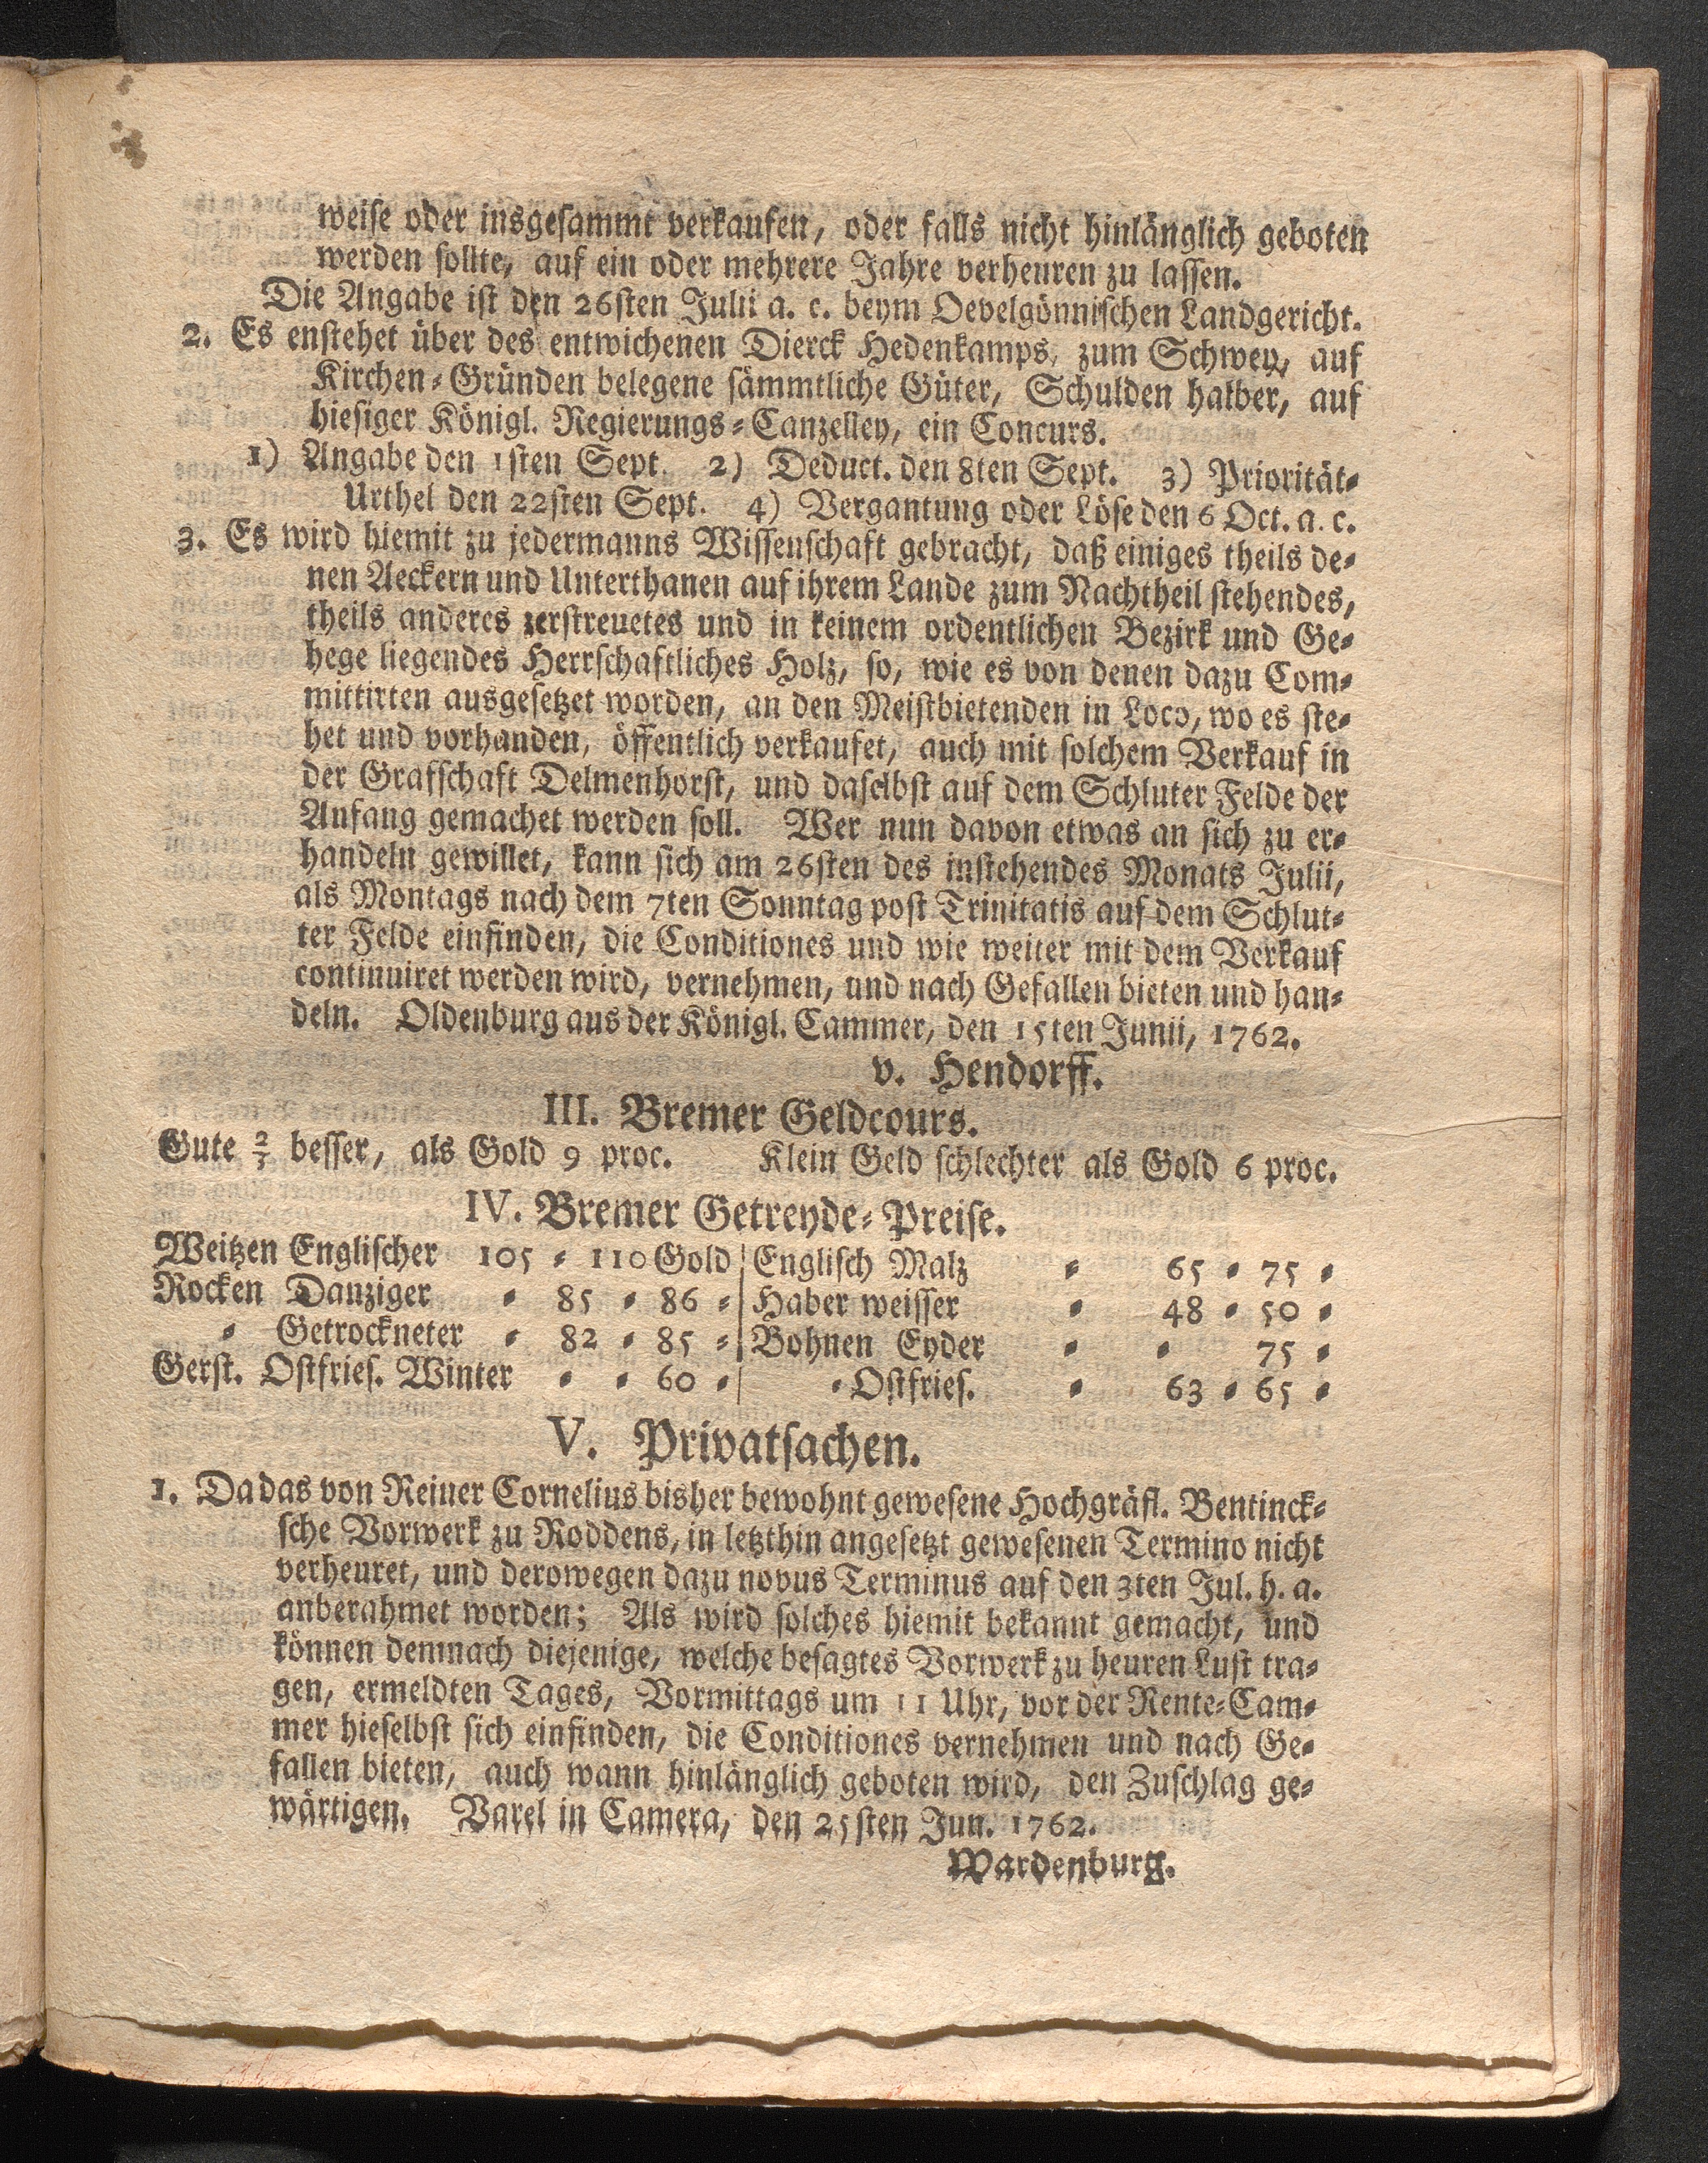 weise oder insgesammt verkaufen, oder falls nicht hinlänglich geboten
werden sollte, auf ein oder mehrere Jahre verheuren zu lassen.
Die Angabe ist den 26sten Julii a. c. beym Oevelgönnischen Landgericht.
2. Es enstehet über des entwichenen Dierck Hedenkamps, zum Schwey, auf
Kirchen-Gründen belegene sämmtliche Güter, Schulden halber, auf
hiesiger Königl. Regierungs-Canzelley, ein Concurs.
1) Angabe den 1sten Sept. 2) Deduct. den 8ten Sept. 3) Priorität-
Urthel den 22sten Sept. 4) Vergantung oder Löse den 6 Oct. a. c.
3. Es wird hiemit zu jedermanns Wissenschaft gebracht, daß einiges theils de-
nen Aeckern und Unterthanen auf ihrem Lande zum Nachtheil stehendes,
theils anderes zerstreuetes und in keinem ordentlichen Bezirk und Ge-
hege liegendes Herrschaftliches Holz, so, wie es von denen dazu Com-
mittirten ausgesetzet worden, an den Meistbietenden in Loco, wo es ste-
het und vorhanden, öffentlich verkaufet, auch mit solchem Verkauf in
der Grafschaft Delmenhorst, und daselbst auf dem Schluter Felde der
Anfang gemachet werden soll. Wer nun davon etwas an sich zu er-
handeln gewillet, kann sich am 26sten des instehendes Monats Julii,
als Montags nach dem 7ten Sonntag post Trinitatis auf dem Schlut-
ter Felde einfinden, die Conditiones und wie weiter mit dem Verkauf
continuiret werden wird, vernehmen, und nach Gefallen bieten und han-
deln. Oldenburg aus der Königl. Cammer, den 15ten Junii, 1762.
v. Hendorff.
III. Bremer Geldcours.
Gute 2/3 besser, als Gold 9 proc. Klein Geld schlechter als Gold 6 proc.
IV. Bremer Getreyde-Preise.
Weitzen Englischer 105 - 110 Gold | Englisch Malz - 65 - 75 -
Rocken Danziger - 85 - 86 - | Haber weisser - 48 - 50 -
- Getrockneter - 82 - 85 - | Bohnen Eyder - - 75 -
Gerst. Ostfries. Winter - - 60 - | - Ostfries. - 63 - 65 -
V. Privatsachen.
1. Da das von Reiner Cornelius bisher bewohnt gewesene Hochgräfl. Bentinck-
sche Vorwerk zu Roddens, in letzthin angesetzt gewesenen Termino nicht
verheuret, und derowegen dazu novus Terminus auf den 3ten Jul. h. a.
anberahmet worden; Als wird solches hiemit bekannt gemacht, und
können demnach diejenige, welche besagtes Vorwerk zu heuren Lust tra-
gen, ermeldten Tages, Vormittags um 11 Uhr, vor der Rente-Cam-
mer hieselbst sich einfinden, die Conditiones vernehmen und nach Ge-
fallen bieten, auch wann hinlänglich geboten wird, den Zuschlag ge-
wärtigen. Varel in Camera, den 25sten Jun. 1762.
Wardenburg.